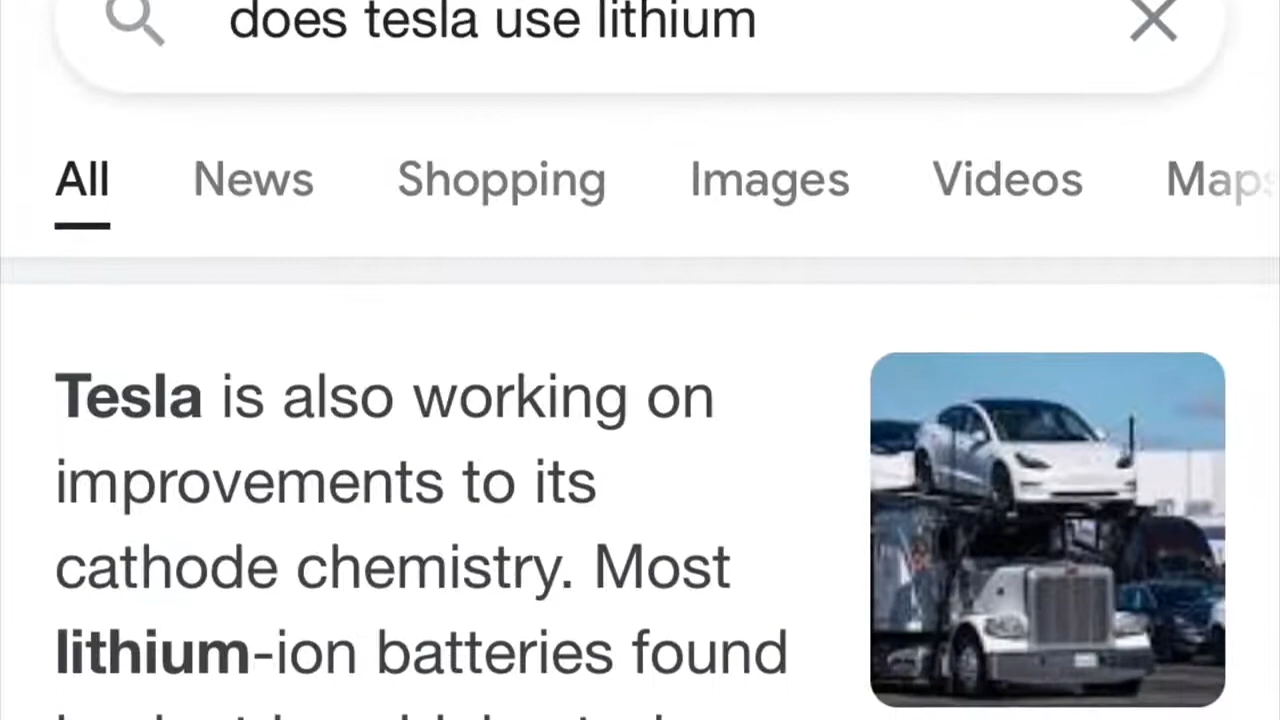 does tesla use lithium
All News Shopping Images Videos Maps
Tesla is also working on
improvements to its
cathode chemistry. Most
lithium-ion batteries found